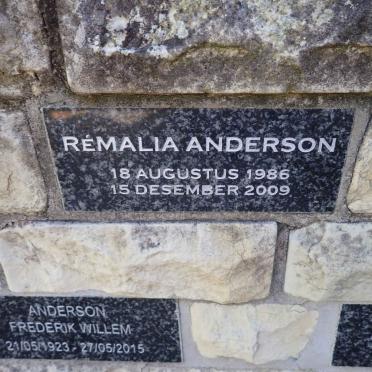 RéMALIA ANDERSON
18 AUGUSTUS 1986
15 DESEMBER 2009
ANDERSON
FREDERIK WILLEM
21/05/1923 - 27/05/2015